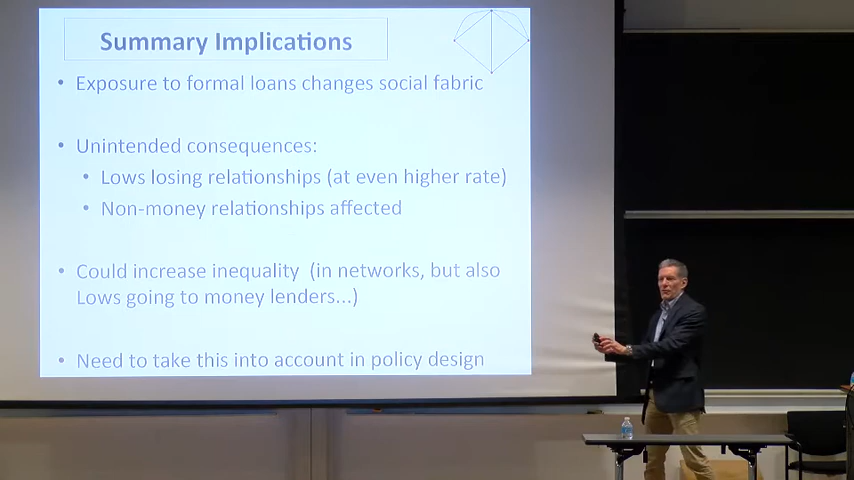 Summary Implications
• Exposure to formal loans changes social fabric
• Unintended consequences:
• Lows losing relationships (at even higher rate)
• Non-money relationships affected
• Could increase inequality (in networks, but also
Lows going to money lenders...)
• Need to take this into account in policy design